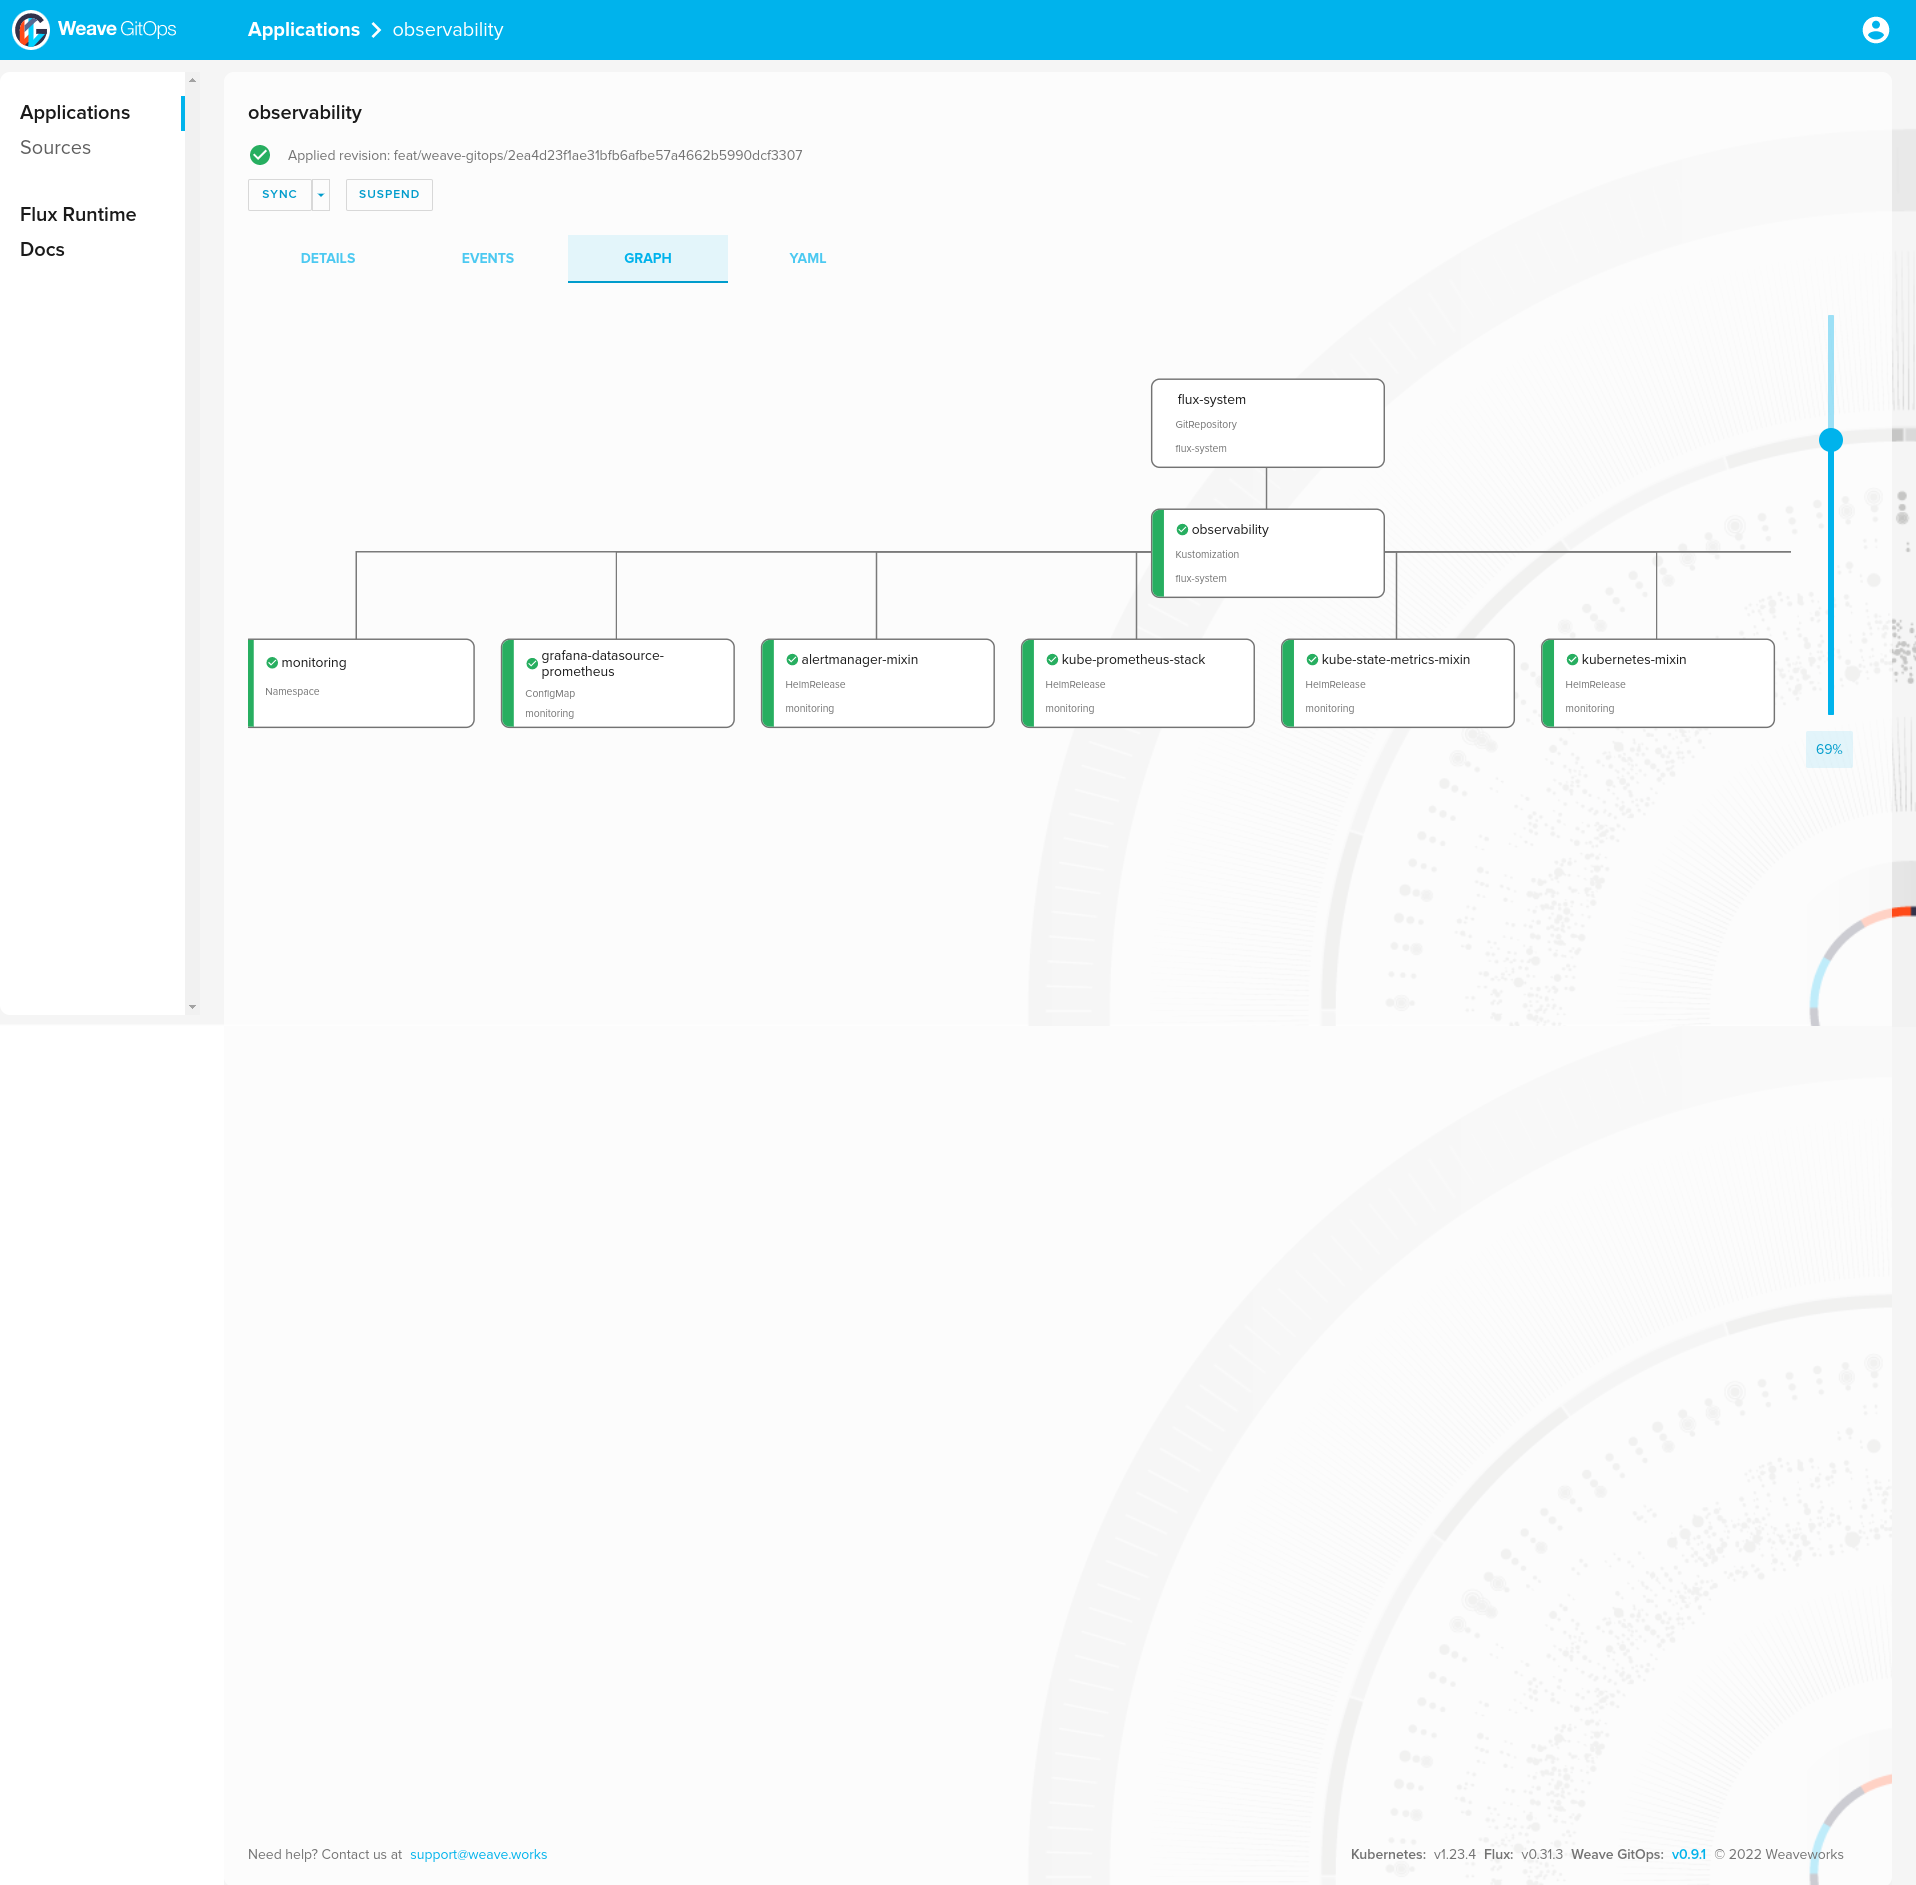 Weave GitOps
Applications > observability
Applications
Sources
Flux Runtime
Docs
observability
Applied revision: feat/weave-gitops/2ea4d23f1ae31bfb6afbe57a4662b5990dcf3307
SYNC
SUSPEND
DETAILS
EVENTS
GRAPH
YAML
flux-system
GitRepository
flux-system
observability
Kustomization
flux-system
monitoring
Namespace
grafana-datasource-
prometheus
ConfigMap
monitoring
alertmanager-mixin
HelmRelease
monitoring
kube-prometheus-stack
HelmRelease
monitoring
kube-state-metrics-mixin
HelmRelease
monitoring
kubernetes-mixin
HelmRelease
monitoring
69%
Need help? Contact us at support@weave.works
Kubernetes: v1.23.4 Flux: v0.31.3 Weave GitOps: v0.9.1 © 2022 Weaveworks